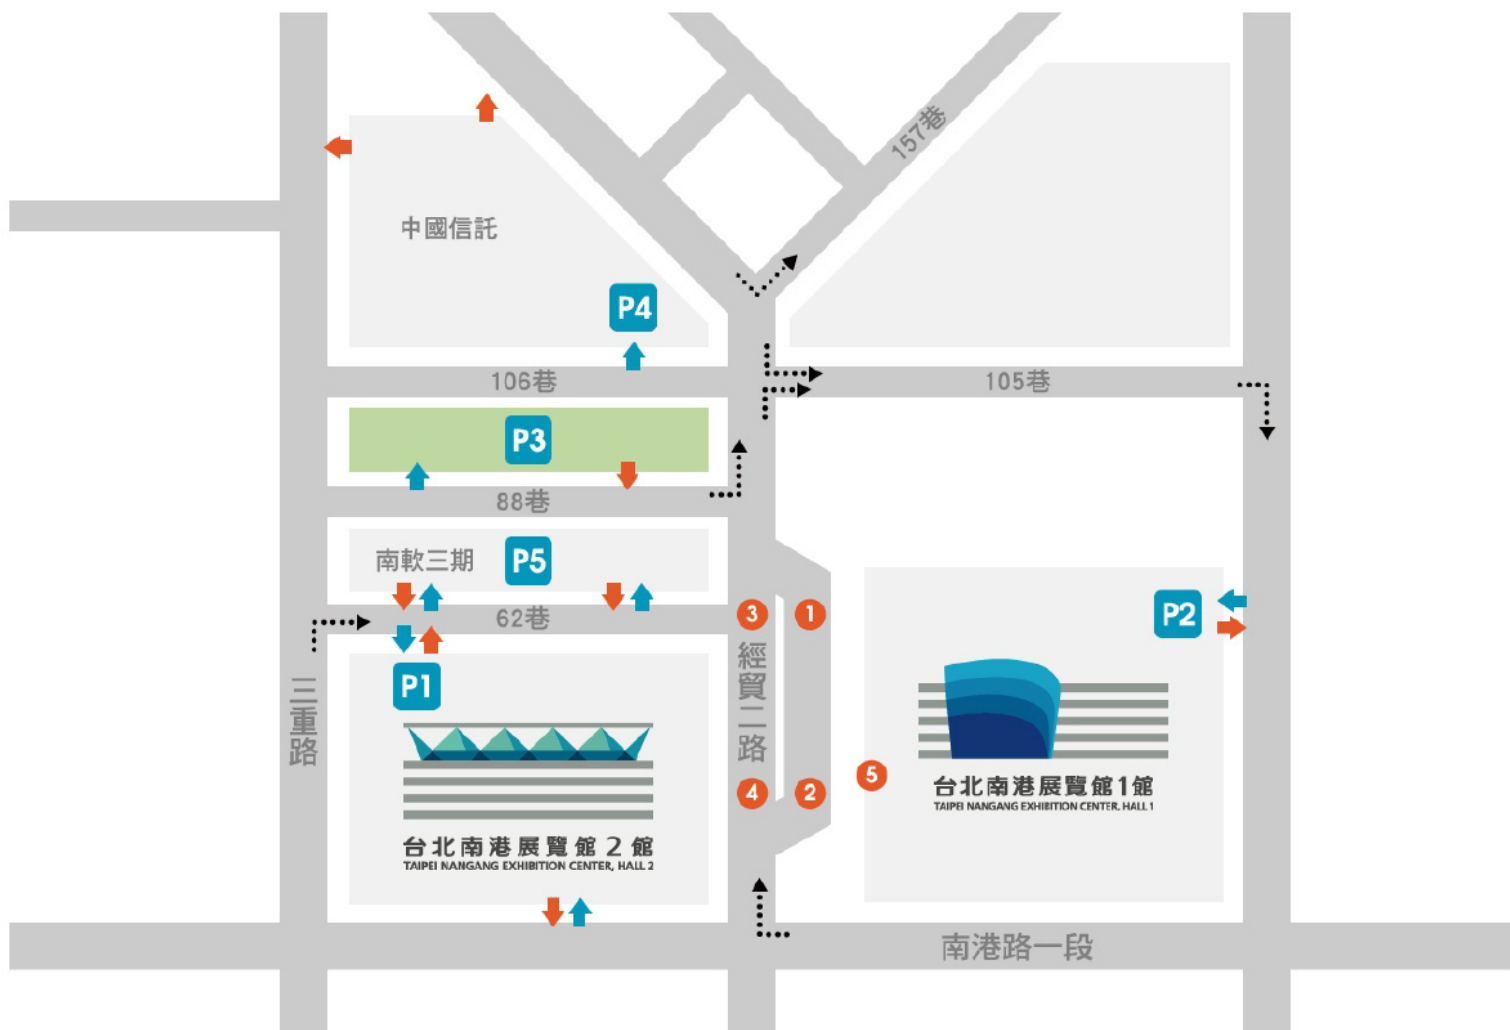 157巷
中國信託
P4
106巷
105巷
P3
88巷
南軟三期
P5
62巷
3
1
P2
P1
三重路
經貿二路
4
2
5
台北南港展覽館1館
TAIPEI NANGANG EXHIBITION CENTER, HALL 1
台北南港展覽館2館
TAIPEI NANGANG EXHIBITION CENTER, HALL 2
南港路一段